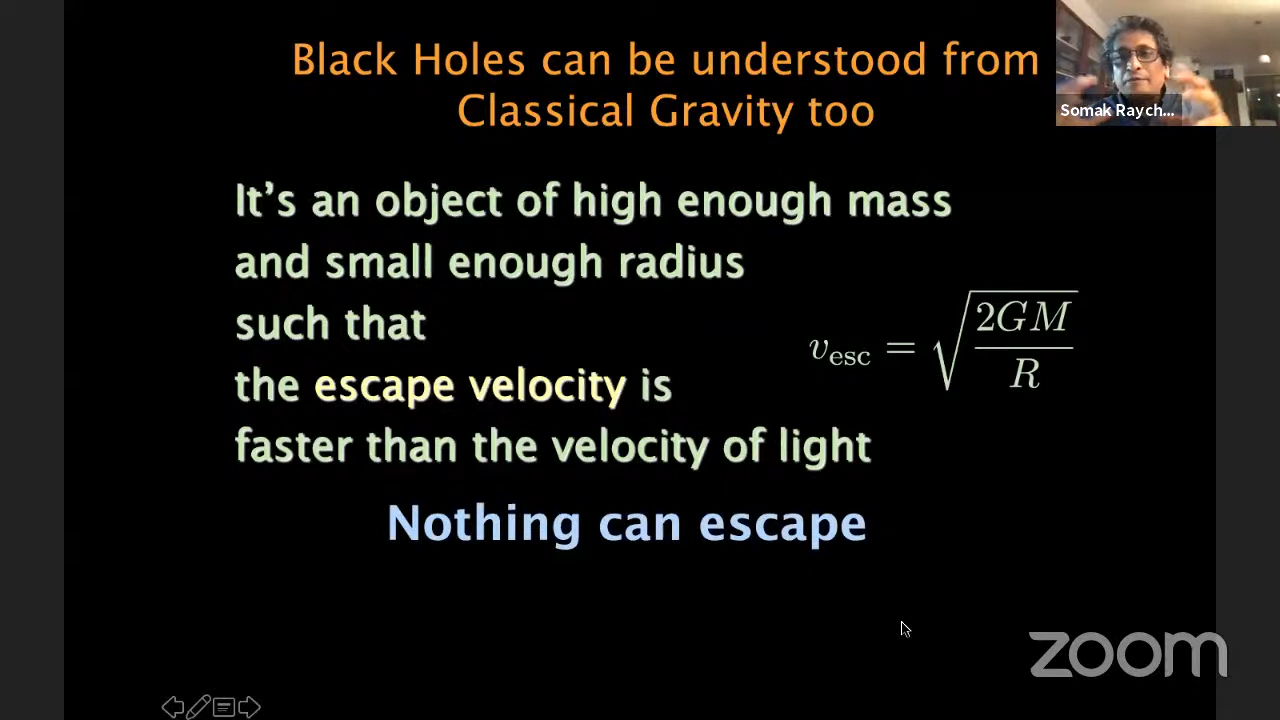 Black Holes can be understood from
Classical Gravity too
Somak Raych...
It's an object of high enough mass
and small enough radius
such that
the escape velocity is
faster than the velocity of light
v_esc = √(2GM/R)
Nothing can escape
zoom